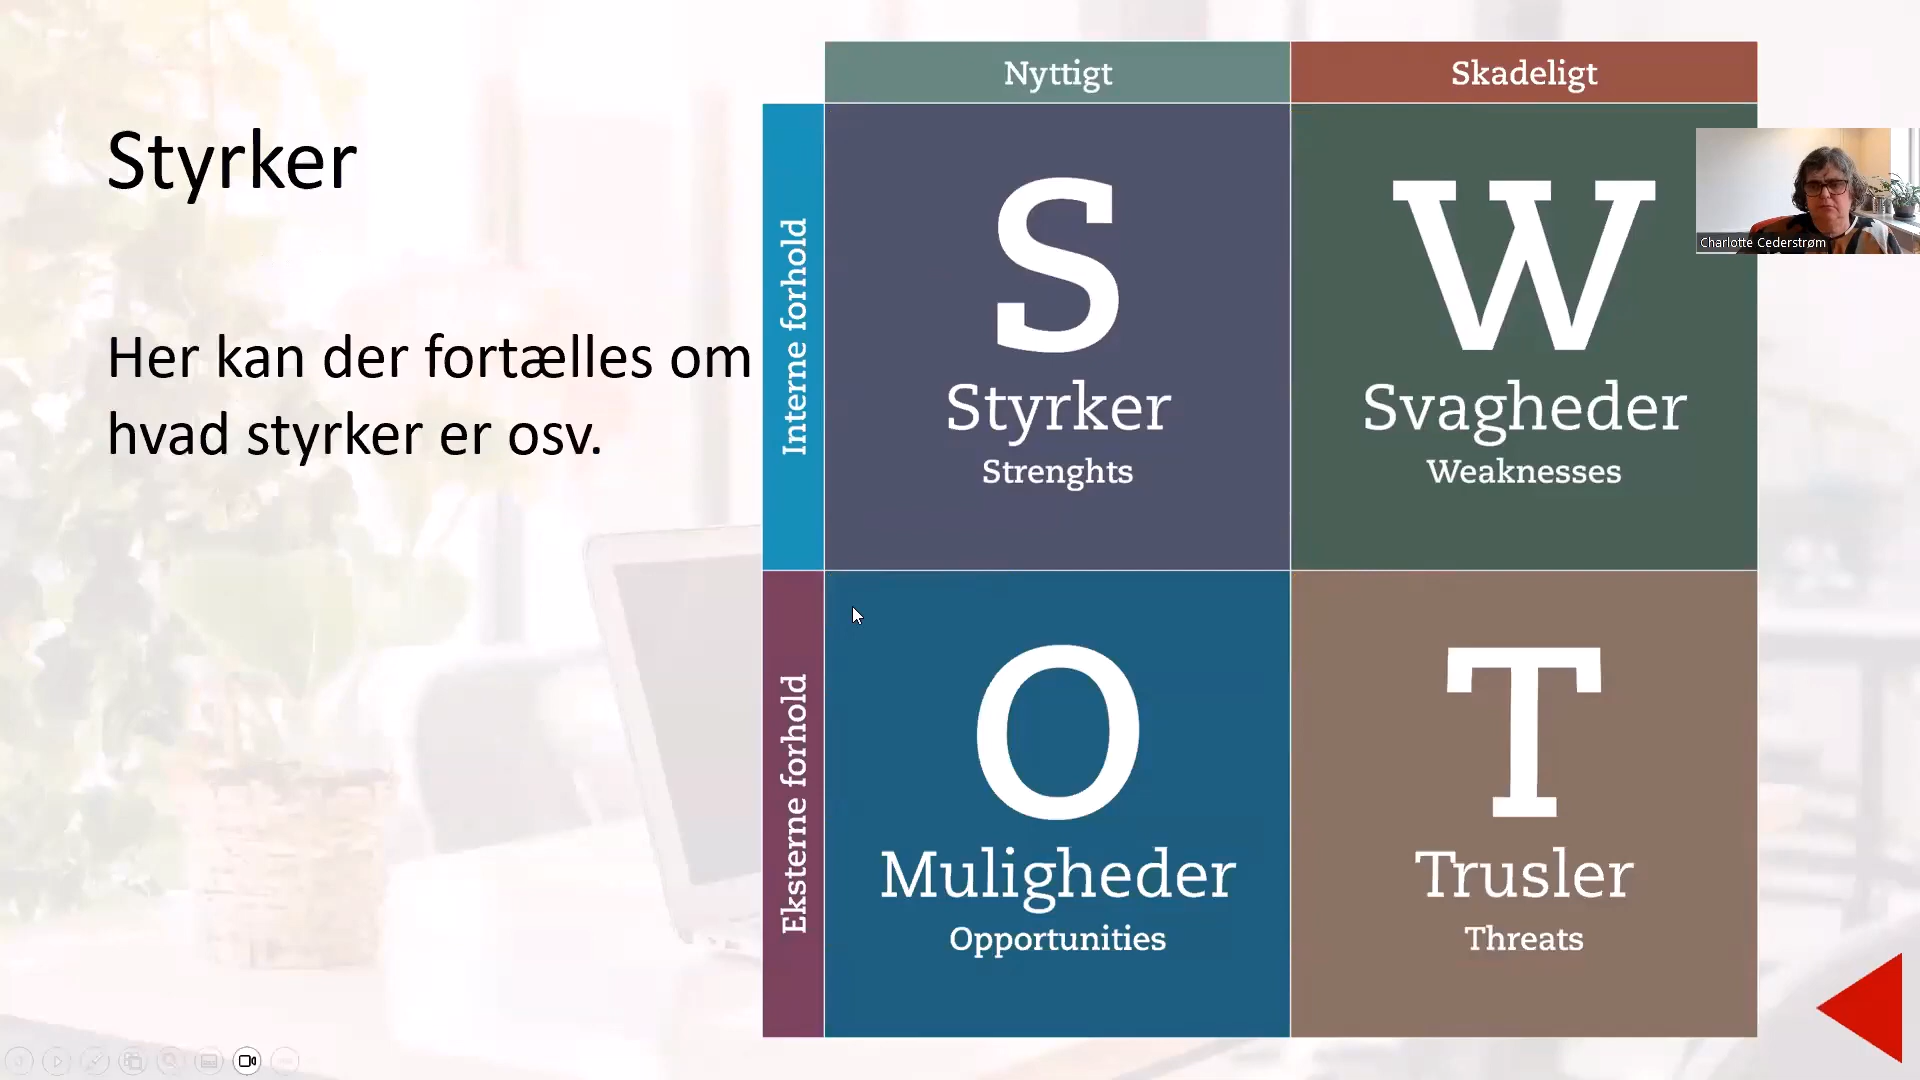 Styrker
Her kan der fortælles om
hvad styrker er osv.
Nyttigt
Skadeligt
Interne forhold
S
Styrker
Strenghts
W
Svagheder
Weaknesses
Eksterne forhold
O
Muligheder
Opportunities
T
Trusler
Threats
Charlotte Cederstrøm